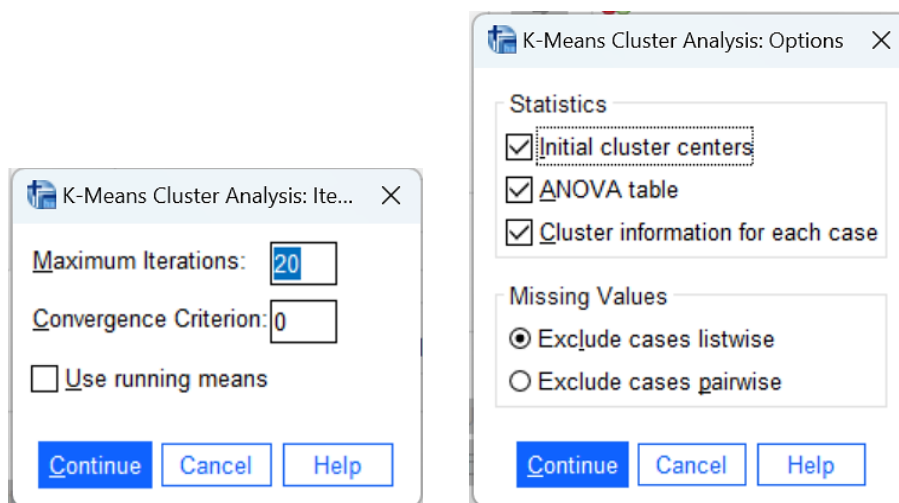 K-Means Cluster Analysis: Ite...
Maximum Iterations: 20
Convergence Criterion: 0
Use running means
Continue Cancel Help
K-Means Cluster Analysis: Options
Statistics
Initial cluster centers
ANOVA table
Cluster information for each case
Missing Values
Exclude cases listwise
Exclude cases pairwise
Continue Cancel Help